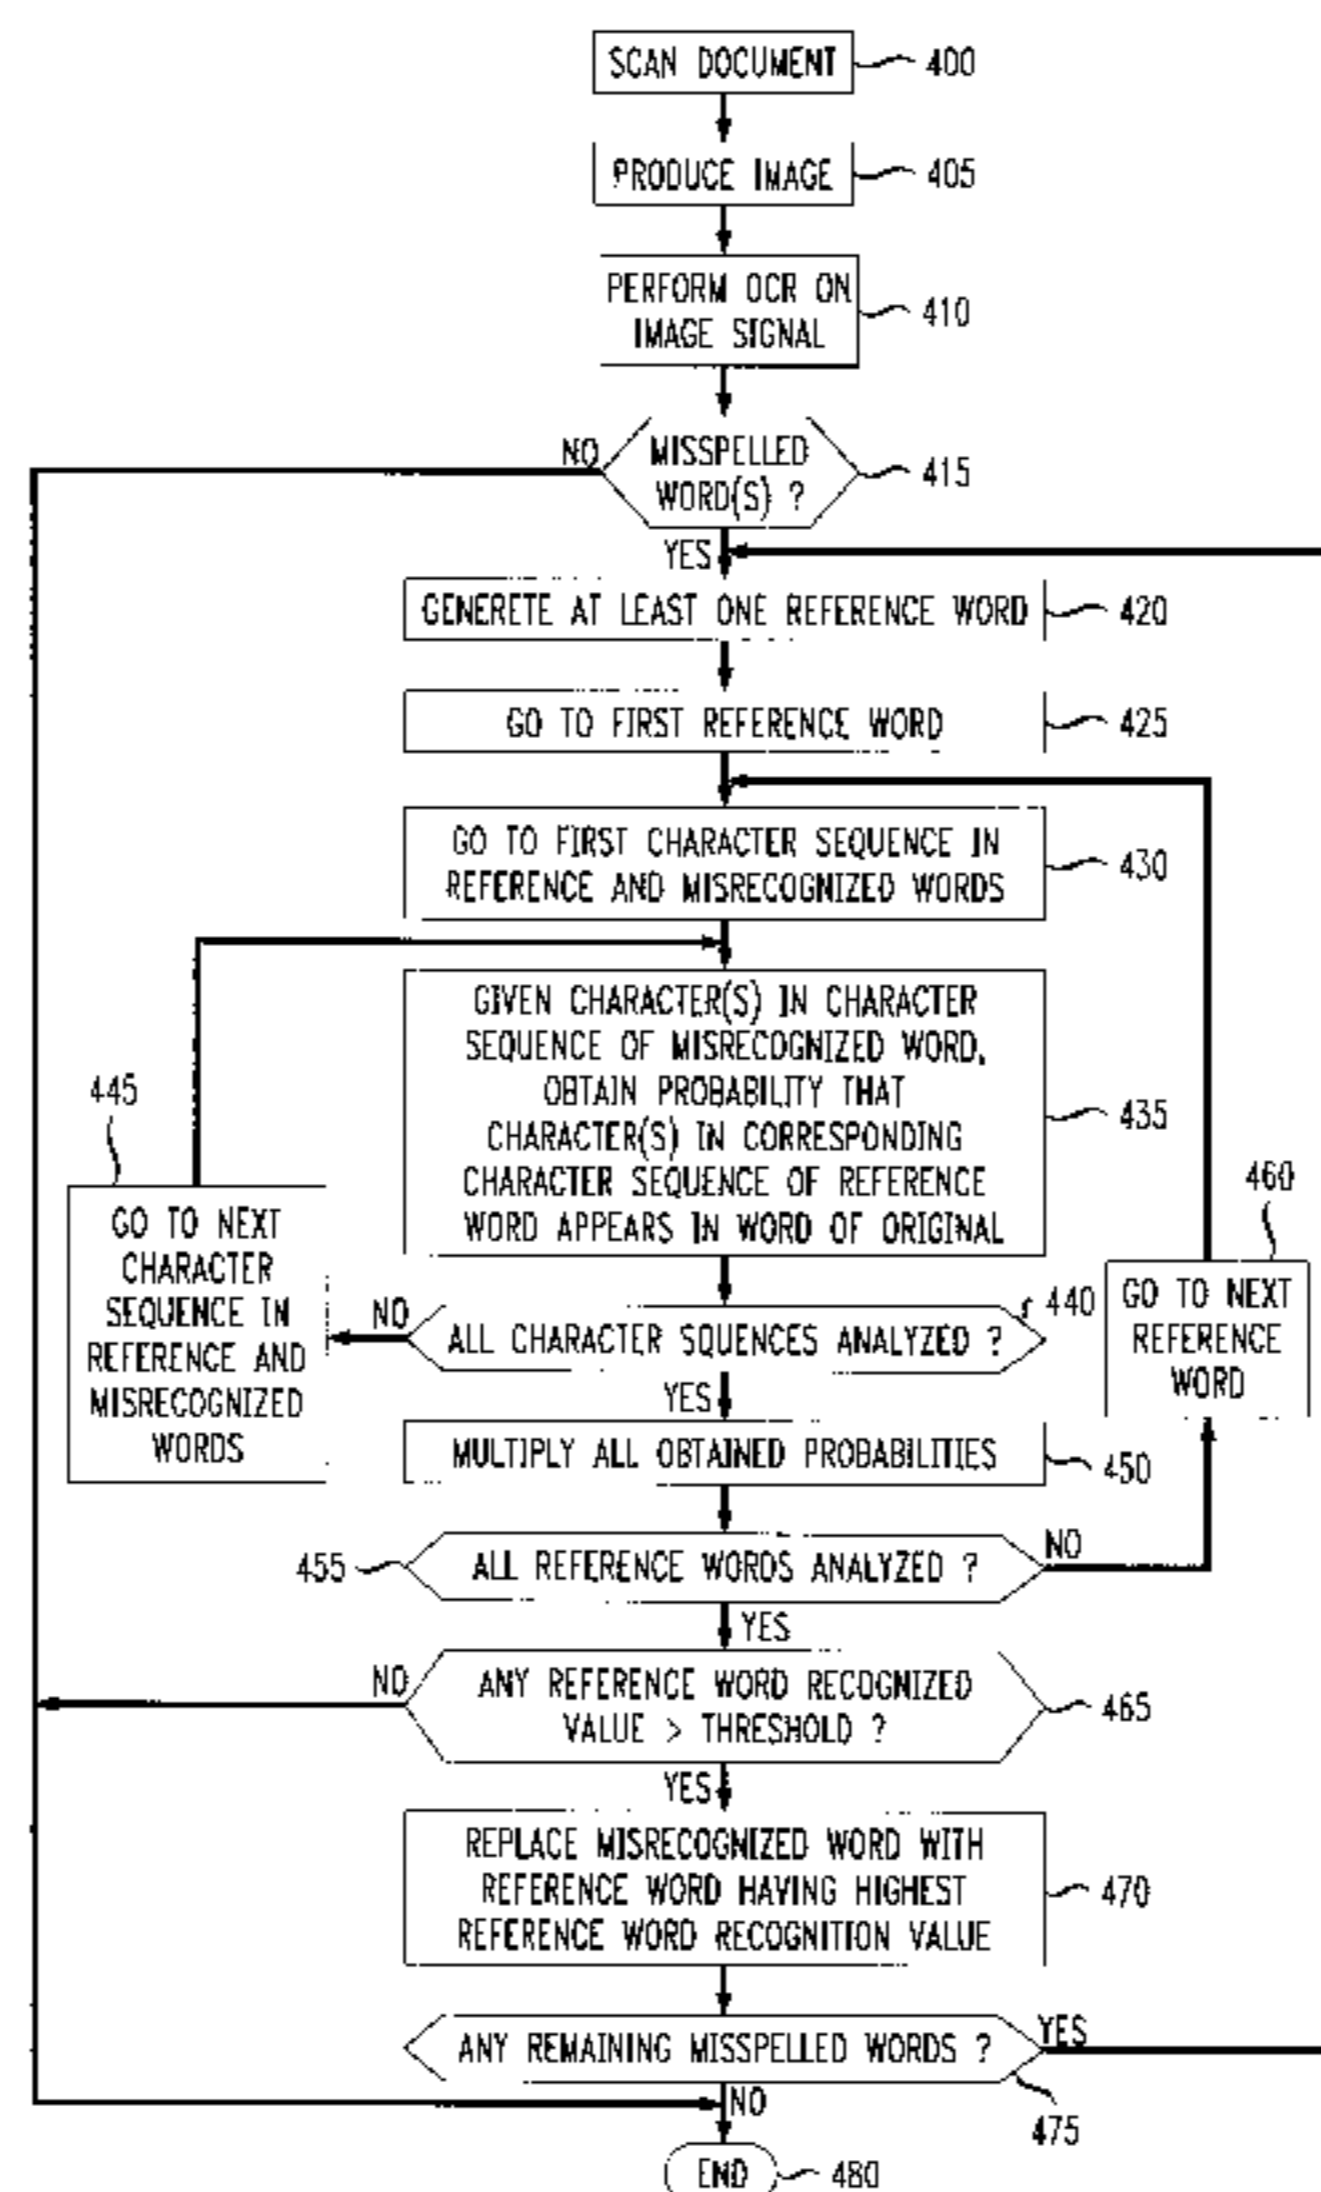 SCAN DOCUMENT
400
PRODUCE IMAGE
405
PERFORM OCR ON
IMAGE SIGNAL
410
NO
MISSPELLED
WORD(S) ?
415
YES
GENERETE AT LEAST ONE REFERENCE WORD
420
GO TO FIRST REFERENCE WORD
425
GO TO FIRST CHARACTER SEQUENCE IN
REFERENCE AND MISRECOGNIZED WORDS
430
GIVEN CHARACTER(S) IN CHARACTER
SEQUENCE OF MISRECOGNIZED WORD,
OBTAIN PROBABILITY THAT
CHARACTER(S) IN CORRESPONDING
CHARACTER SEQUENCE OF REFERENCE
WORD APPEARS IN WORD OF ORIGINAL
435
445
GO TO NEXT
CHARACTER
SEQUENCE IN
REFERENCE AND
MISRECOGNIZED
WORDS
460
GO TO NEXT
REFERENCE
WORD
NO
ALL CHARACTER SQUENCES ANALYZED ?
440
YES
MULTIPLY ALL OBTAINED PROBABILITIES
450
455
ALL REFERENCE WORDS ANALYZED ?
NO
YES
NO
ANY REFERENCE WORD RECOGNIZED
VALUE > THRESHOLD ?
465
YES
REPLACE MISRECOGNIZED WORD WITH
REFERENCE WORD HAVING HIGHEST
REFERENCE WORD RECOGNITION VALUE
470
ANY REMAINING MISSPELLED WORDS ?
YES
475
NO
END
480